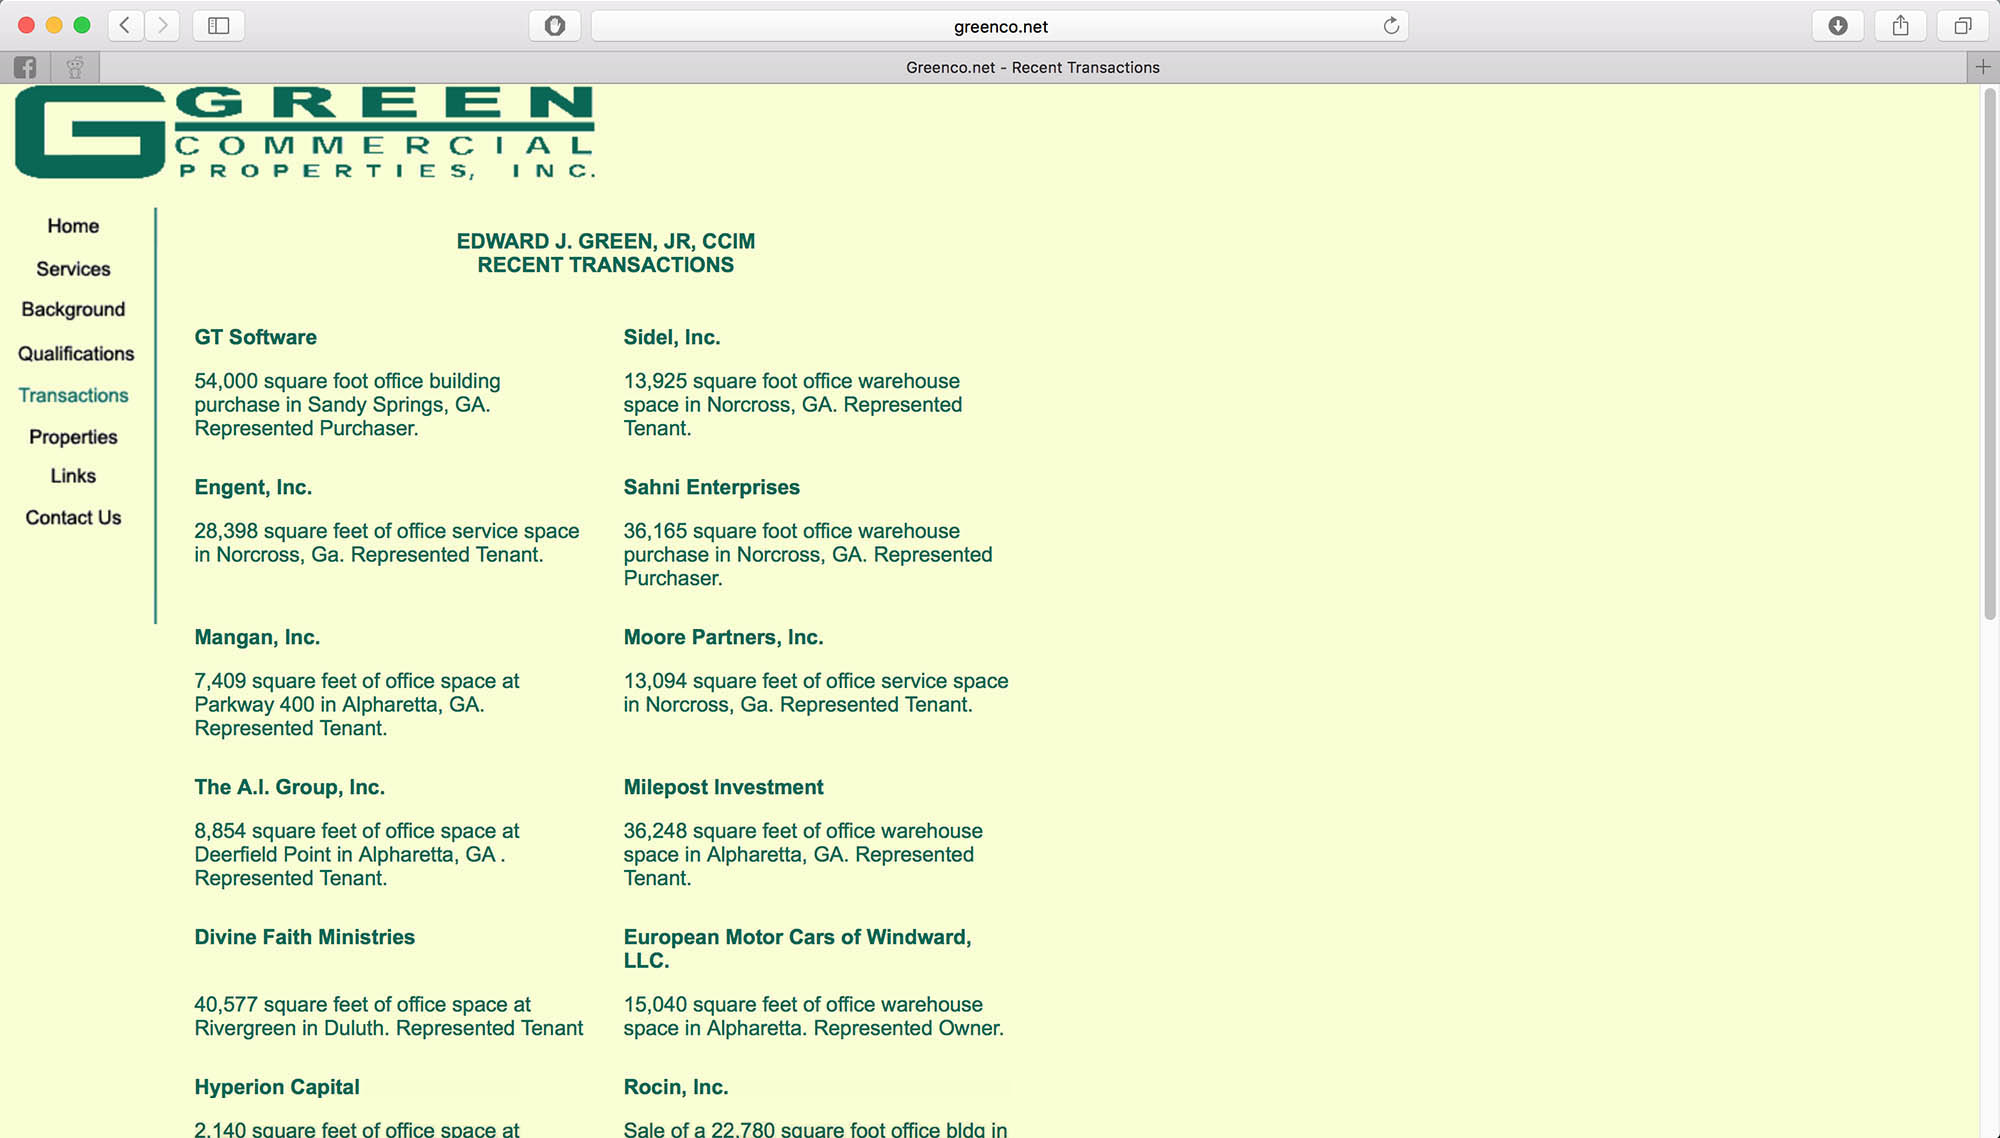 greenco.net
Greenco.net - Recent Transactions
G GREEN
COMMERCIAL
PROPERTIES, INC.
Home
Services
Background
Qualifications
Transactions
Properties
Links
Contact Us
EDWARD J. GREEN, JR, CCIM
RECENT TRANSACTIONS
GT Software
54,000 square foot office building
purchase in Sandy Springs, GA.
Represented Purchaser.
Sidel, Inc.
13,925 square foot office warehouse
space in Norcross, GA. Represented
Tenant.
Engent, Inc.
28,398 square feet of office service space
in Norcross, Ga. Represented Tenant.
Sahni Enterprises
36,165 square foot office warehouse
purchase in Norcross, GA. Represented
Purchaser.
Mangan, Inc.
7,409 square feet of office space at
Parkway 400 in Alpharetta, GA.
Represented Tenant.
Moore Partners, Inc.
13,094 square feet of office service space
in Norcross, Ga. Represented Tenant.
The A.I. Group, Inc.
8,854 square feet of office space at
Deerfield Point in Alpharetta, GA .
Represented Tenant.
Milepost Investment
36,248 square feet of office warehouse
space in Alpharetta, GA. Represented
Tenant.
Divine Faith Ministries
40,577 square feet of office space at
Rivergreen in Duluth. Represented Tenant
European Motor Cars of Windward,
LLC.
15,040 square feet of office warehouse
space in Alpharetta. Represented Owner.
Hyperion Capital
2,140 square feet of office space at
Rocin, Inc.
Sale of a 22,780 square foot office bldg in